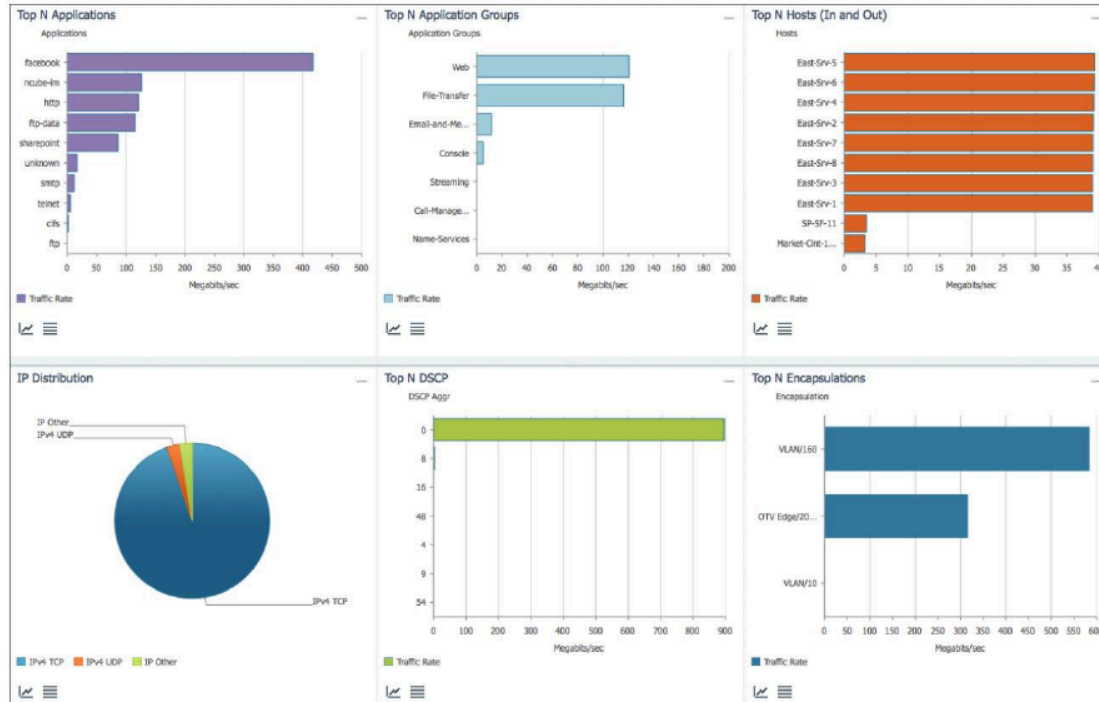 Top N Applications
Applications
facebook
ncube-lm
http
ftp-data
sharepoint
unknown
smtp
telnet
cifs
ftp
0 50 100 150 200 250 300 350 400 450 500
Megabits/sec
Traffic Rate
Top N Application Groups
Application Groups
Web
File-Transfer
Email-and-Me...
Console
Streaming
Call-Manage...
Name-Services
0 20 40 60 80 100 120 140 160 180 200
Megabits/sec
Traffic Rate
Top N Hosts (In and Out)
Hosts
East-Srv-5
East-Srv-6
East-Srv-4
East-Srv-2
East-Srv-7
East-Srv-8
East-Srv-3
East-Srv-1
SP-SF-11
Market-Clnt-1...
0 5 10 15 20 25 30 35 40
Megabits/sec
Traffic Rate
IP Distribution
IP Other
IPv4 UDP
IPv4 TCP
IPv4 TCP IPv4 UDP IP Other
Top N DSCP
DSCP Aggr
0
8
16
48
4
9
54
0 100 200 300 400 500 600 700 800 900
Megabits/sec
Traffic Rate
Top N Encapsulations
Encapsulation
VLAN/160
OTV Edge/20...
VLAN/10
0 50 100 150 200 250 300 350 400 450 500 550 600
Megabits/sec
Traffic Rate